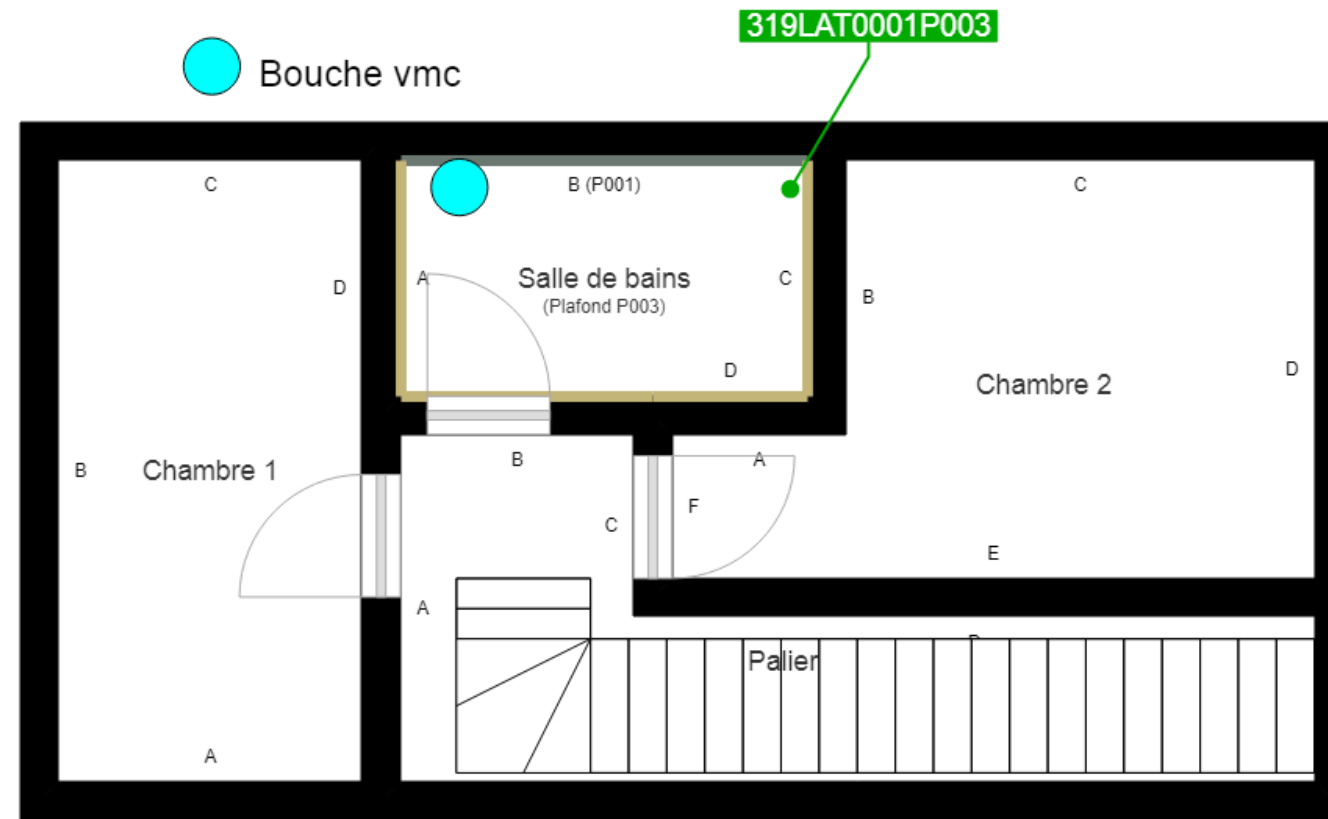 319LAT0001P003
Bouche vmc
C
B (P001)
C
A
Salle de bains
C
D
(Plafond P003)
B
D
D
Chambre 2
B
Chambre 1
B
A
F
C
E
A
Palier
A